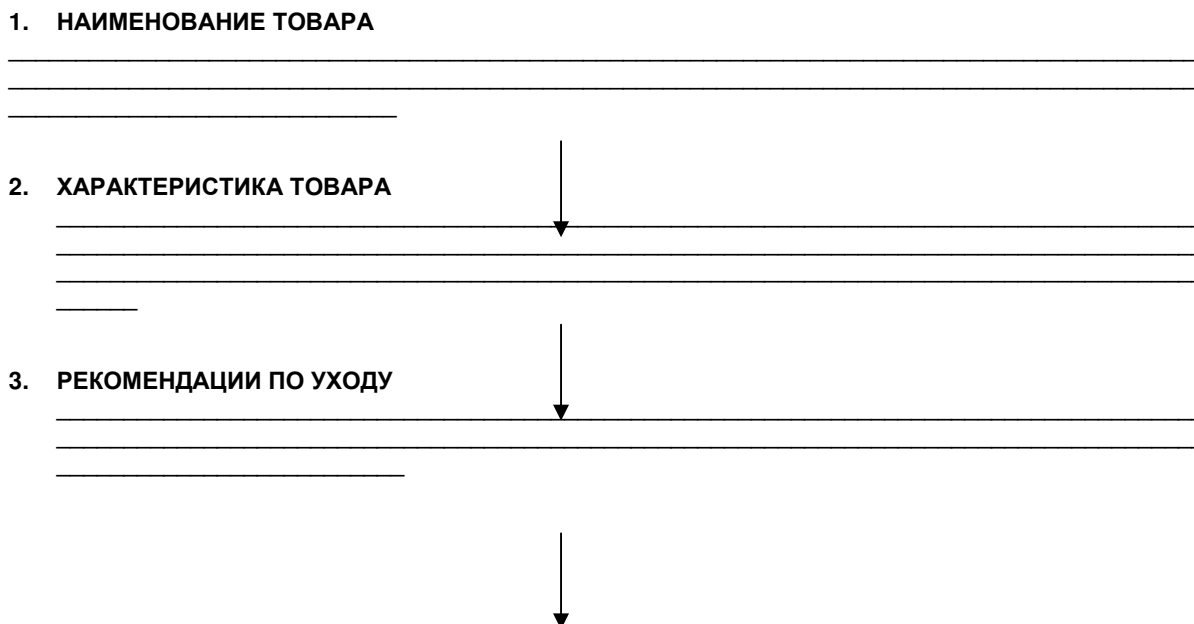 1. НАИМЕНОВАНИЕ ТОВАРА
2. ХАРАКТЕРИСТИКА ТОВАРА
3. РЕКОМЕНДАЦИИ ПО УХОДУ